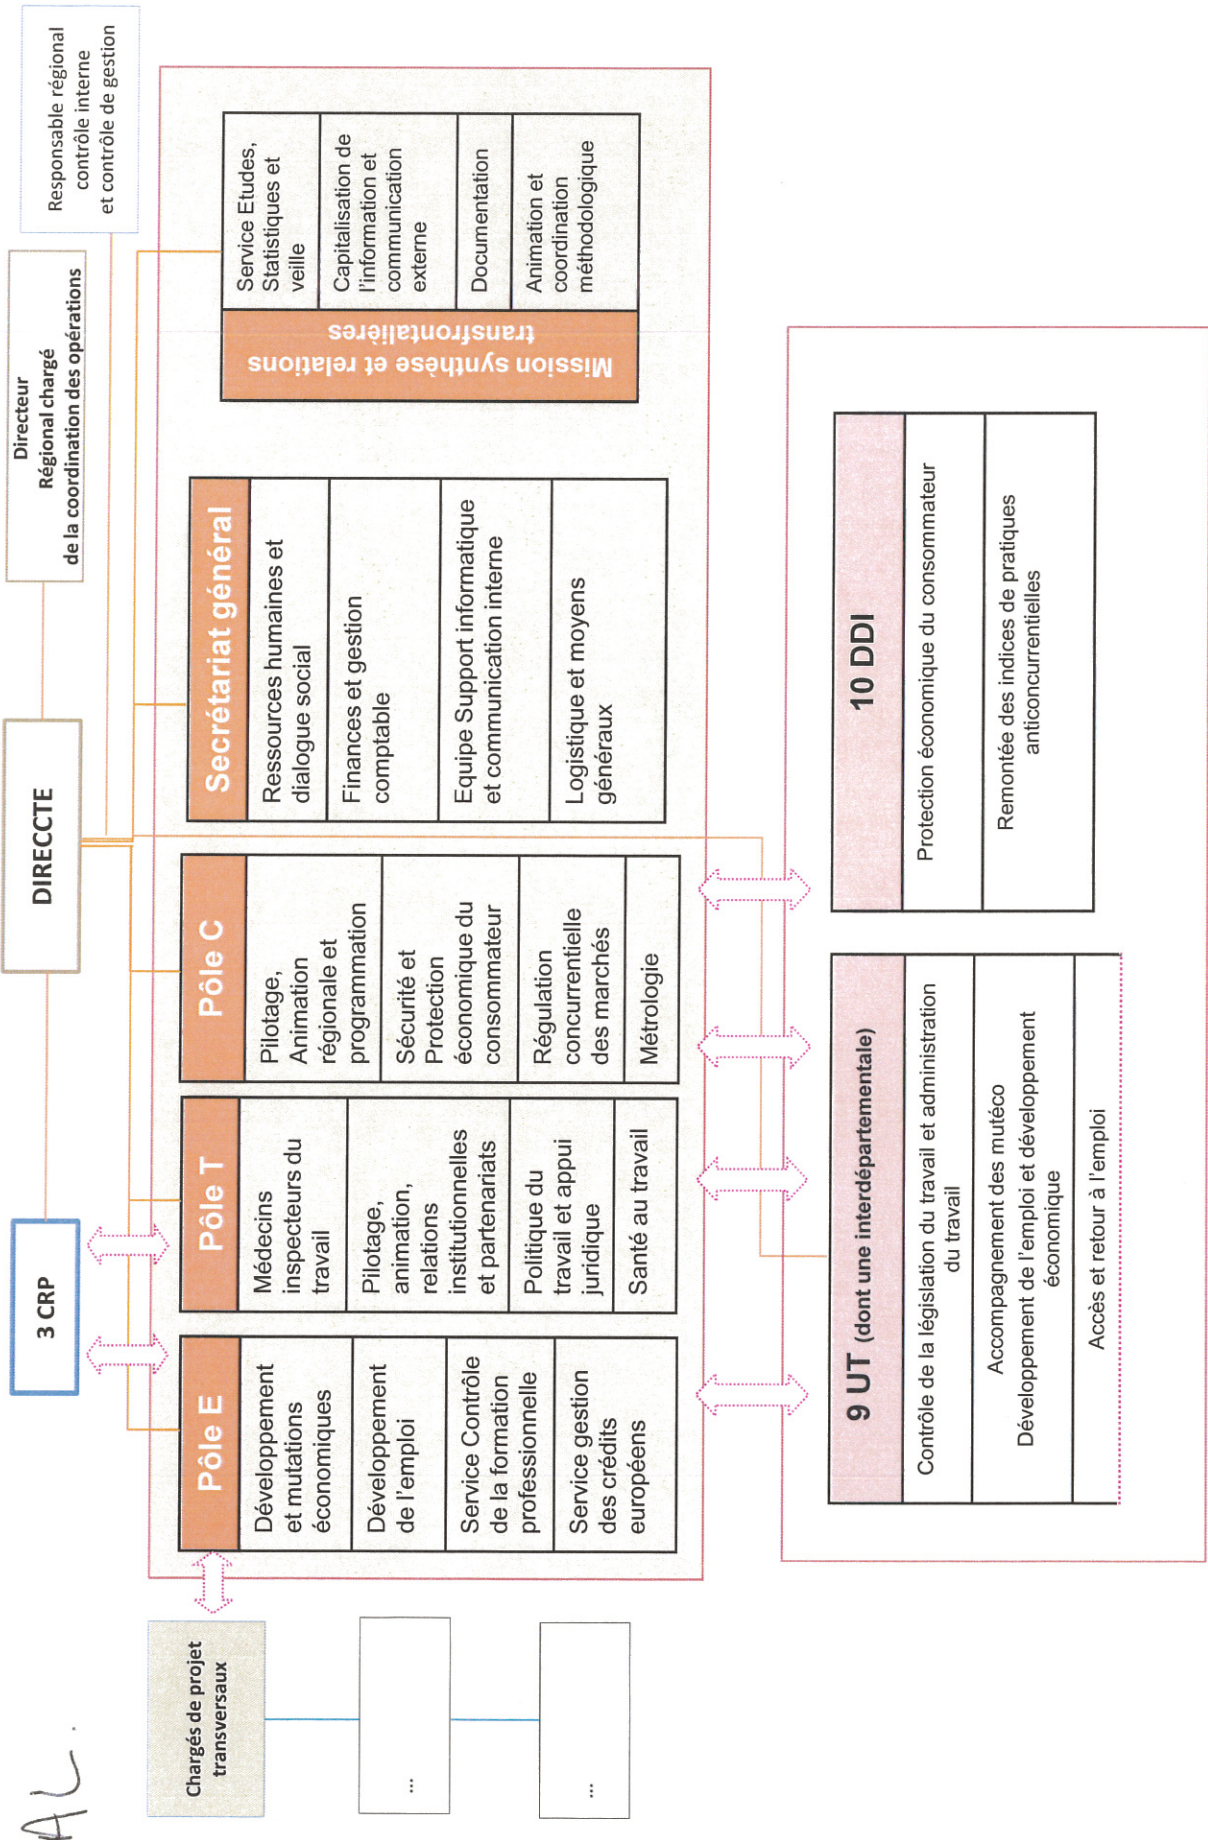 AL.
3 CRP
DIRECCTE
Directeur
Régional chargé
de la coordination des opérations
Responsable régional
contrôle interne
et contrôle de gestion
Chargés de projet
transversaux
...
...
Pôle E
Développement
et mutations
économiques
Développement
de l'emploi
Service Contrôle
de la formation
professionnelle
Service gestion
des crédits
européens
Pôle T
Médecins
inspecteurs du
travail
Pilotage,
animation,
relations
institutionnelles
et partenariats
Politique du
travail et appui
juridique
Santé au travail
Pôle C
Pilotage,
Animation
régionale et
programmation
Sécurité et
Protection
économique du
consommateur
Régulation
concurrentielle
des marchés
Métrologie
Secrétariat général
Ressources humaines et
dialogue social
Finances et gestion
comptable
Equipe Support informatique
et communication interne
Logistique et moyens
généraux
Mission synthèse et relations
transfrontalières
Service Etudes,
Statistiques et
veille
Capitalisation de
l'information et
communication
externe
Documentation
Animation et
coordination
méthodologique
9 UT (dont une interdépartementale)
Contrôle de la législation du travail et administration
du travail
Accompagnement des mutéco
Développement de l'emploi et développement
économique
Accès et retour à l'emploi
10 DDI
Protection économique du consommateur
Remontée des indices de pratiques
anticoncurrentielles